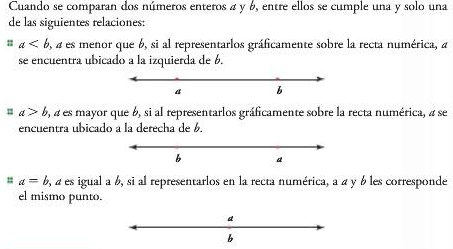 Cuando se comparan dos números enteros a y b, entre ellos se cumple una y solo una
de las siguientes relaciones:
a < b, a es menor que b, si al representarlos gráficamente sobre la recta numérica, a
se encuentra ubicado a la izquierda de b.
a b
a > b, a es mayor que b, si al representarlos gráficamente sobre la recta numérica, a se
encuentra ubicado a la derecha de b.
b a
a = b, a es igual a b, si al representarlos en la recta numérica, a a y b les corresponde
el mismo punto.
a
b